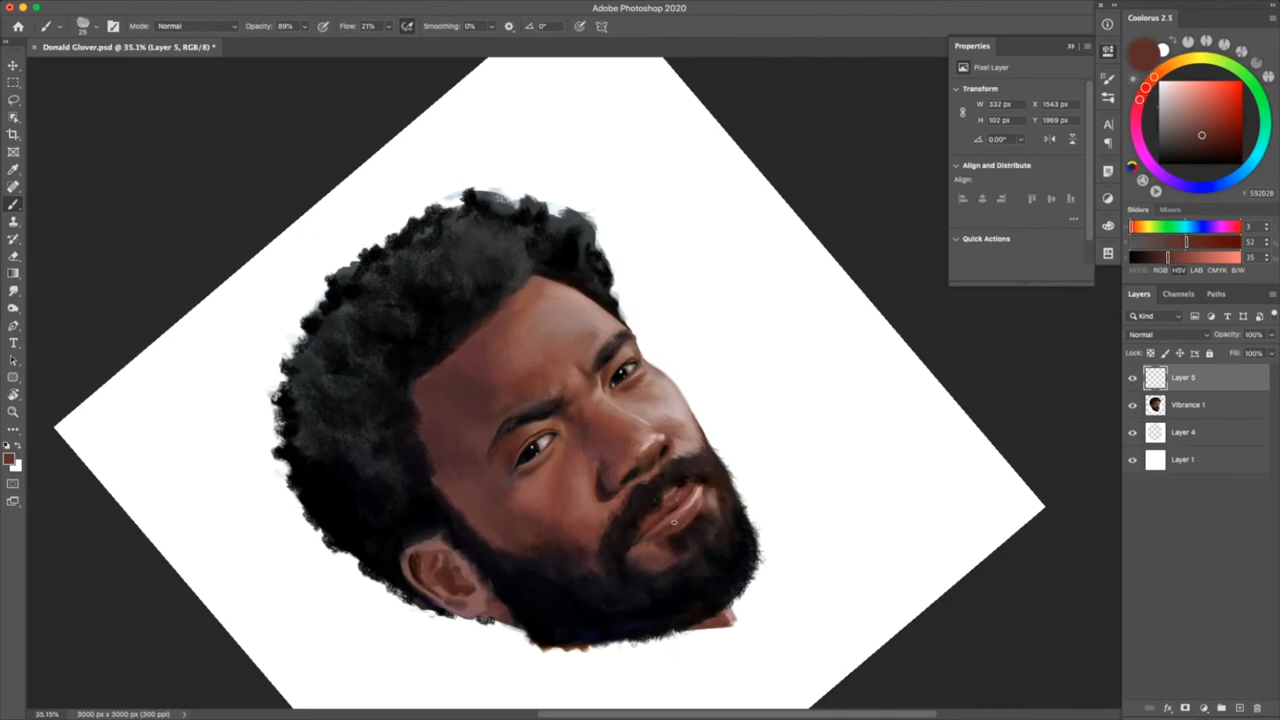 Adobe Photoshop 2020
25
Mode: Normal
Opacity: 89%
Flow: 21%
Smoothing: 0%
0°
Donald Glover.psd @ 35.1% (Layer 5, RGB/8) *
Properties
Pixel Layer
Transform
W 332 px X 1543 px
H 102 px Y 1969 px
0.00°
Align and Distribute
Align:
Quick Actions
Coolorus 2.5
# 592D28
Sliders Mixers
3
52
35
MODE: RGB HSV LAB CMYK B/W
Layers Channels Paths
Kind
Normal Opacity: 100%
Lock: Fill: 100%
Layer 5
Vibrance 1
Layer 4
Layer 1
35.15% 3000 px x 3000 px (300 ppi)